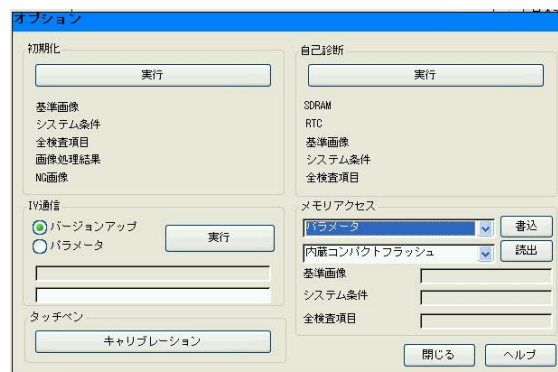 オプション
初期化
実行
基準画像
システム条件
全検査項目
画像処理結果
NG画像
自己診断
実行
SDRAM
RTC
基準画像
システム条件
全検査項目
IV通信
バージョンアップ
パラメータ
実行
メモリアクセス
パラメータ
書込
内蔵コンパクトフラッシュ
読出
基準画像
システム条件
全検査項目
タッチペン
キャリブレーション
閉じる
ヘルプ